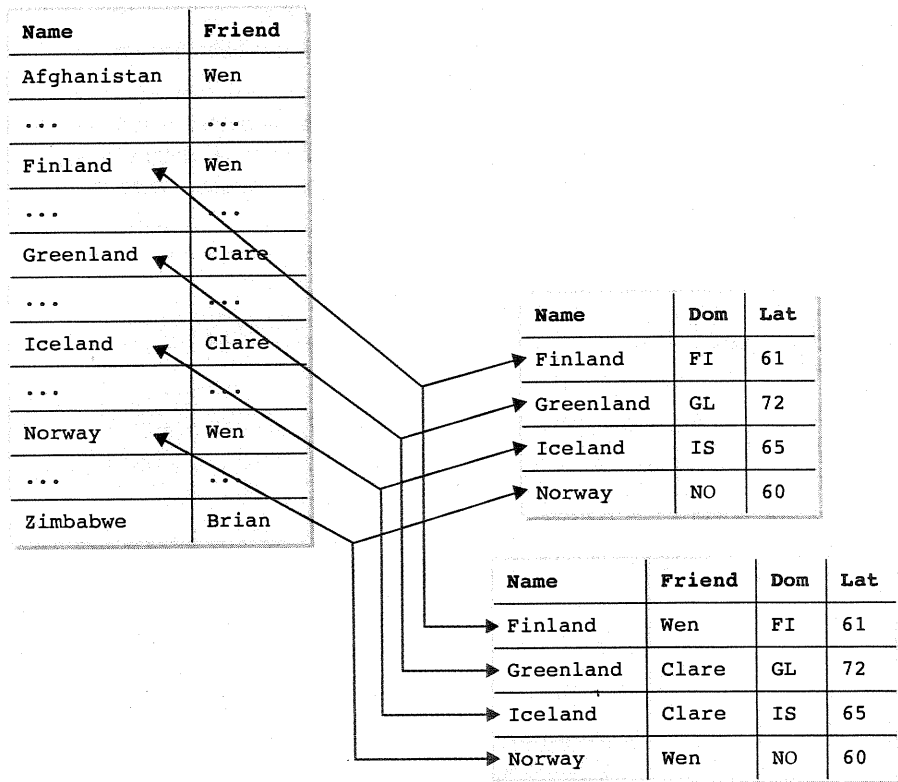 Name Friend
Afghanistan Wen
... ...
Finland Wen
... ...
Greenland Clare
... ...
Iceland Clare
... ...
Norway Wen
... ...
Zimbabwe Brian
Name Dom Lat
Finland FI 61
Greenland GL 72
Iceland IS 65
Norway NO 60
Name Friend Dom Lat
Finland Wen FI 61
Greenland Clare GL 72
Iceland Clare IS 65
Norway Wen NO 60